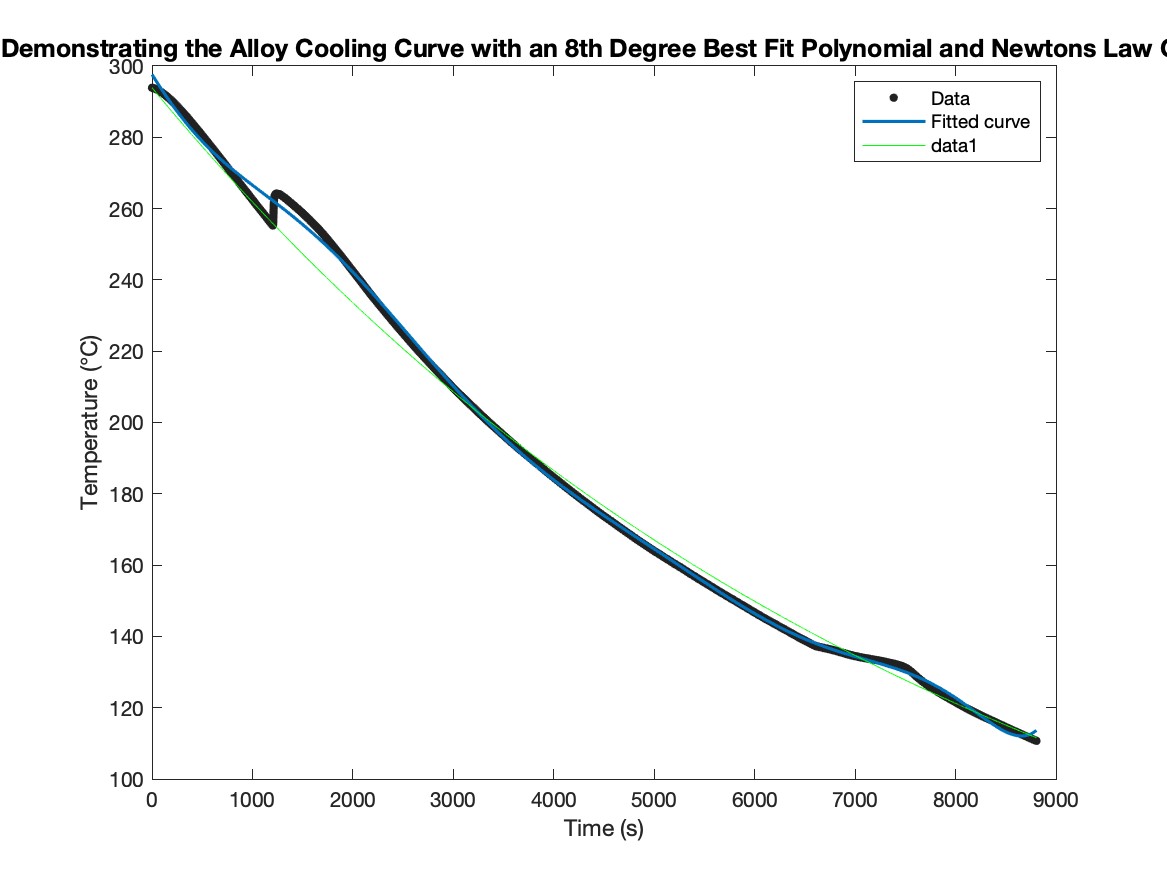 Demonstrating the Alloy Cooling Curve with an 8th Degree Best Fit Polynomial and Newtons Law
300
280
260
240
220
200
180
160
140
120
100
Temperature (°C)
Data
Fitted curve
data1
0 1000 2000 3000 4000 5000 6000 7000 8000 9000
Time (s)